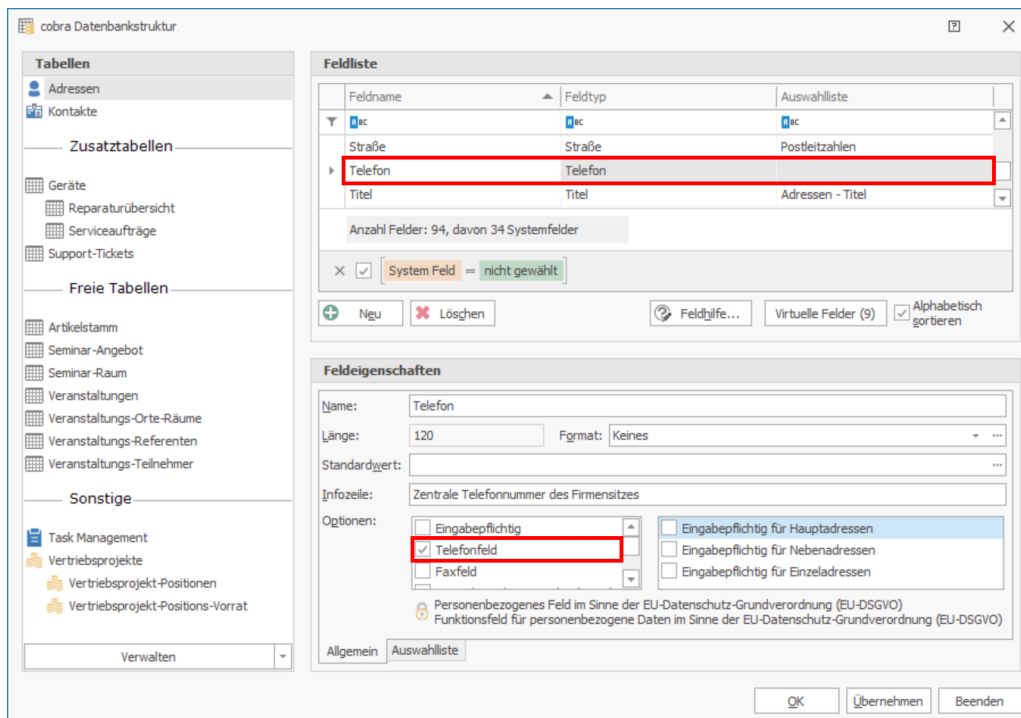 cobra Datenbankstruktur
Tabellen
Adressen
Kontakte
Zusatztabellen
Geräte
Reparaturübersicht
Serviceaufträge
Support-Tickets
Freie Tabellen
Artikelstamm
Seminar-Angebot
Seminar-Raum
Veranstaltungen
Veranstaltungs-Orte-Räume
Veranstaltungs-Referenten
Veranstaltungs-Teilnehmer
Sonstige
Task Management
Vertriebsprojekte
Vertriebsprojekt-Positionen
Vertriebsprojekt-Positions-Vorrat
Verwalten
Feldliste
Feldname Feldtyp Auswahlliste
ABC ABC ABC
Straße Straße Postleitzahlen
Telefon Telefon
Titel Titel Adressen - Titel
Anzahl Felder: 94, davon 34 Systemfelder
System Feld = nicht gewählt
Neu Löschen Feldhilfe... Virtuelle Felder (9) Alphabetisch
sortieren
Feldeigenschaften
Name: Telefon
Länge: 120 Format: Keines
Standardwert:
Infozeile: Zentrale Telefonnummer des Firmensitzes
Optionen: Eingabepflichtig Eingabepflichtig für Hauptadressen
Telefonfeld Eingabepflichtig für Nebenadressen
Faxfeld Eingabepflichtig für Einzeladressen
Personenbezogenes Feld im Sinne der EU-Datenschutz-Grundverordnung (EU-DSGVO)
Funktionsfeld für personenbezogene Daten im Sinne der EU-Datenschutz-Grundverordnung (EU-DSGVO)
Allgemein Auswahlliste
OK Übernehmen Beenden